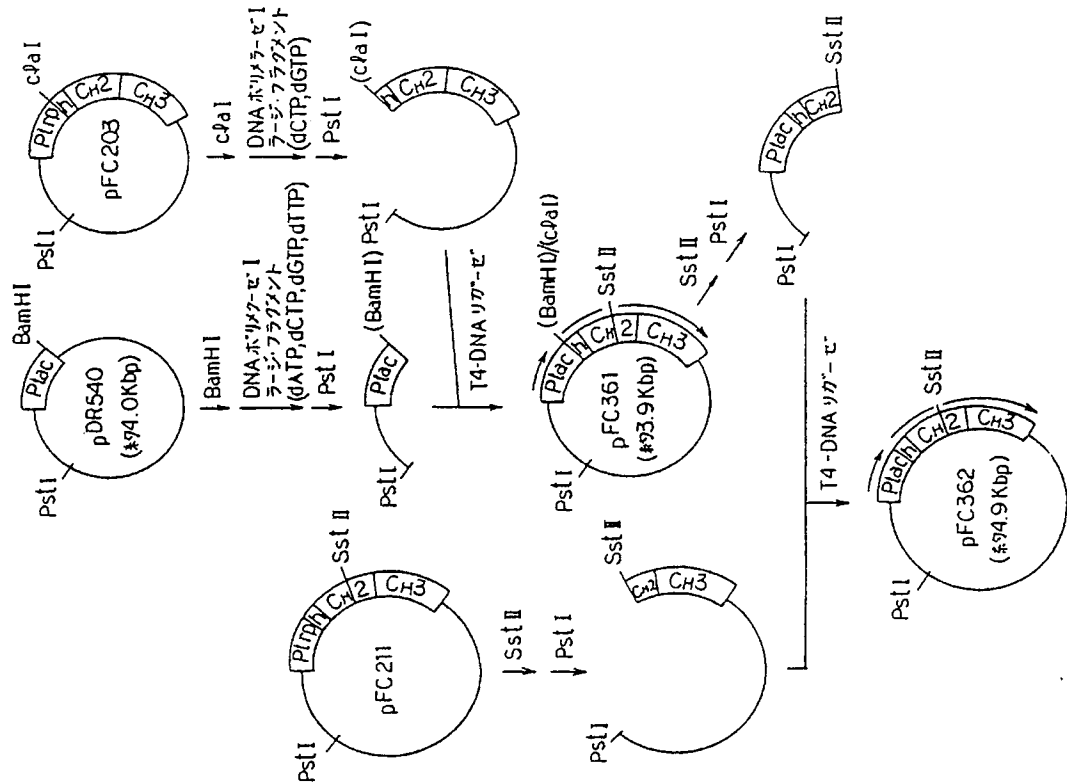 PstI
Ptrp
h
CH2
CH3
ClaI
pFC203
ClaI
DNAポリメラーゼI
ラージ・フラグメント
(dCTP,dGTP)
PstI
PstI
(ClaI)
h
CH2
CH3
PstI
Plac
BamHI
pDR540
(約4.0Kbp)
BamHI
DNAポリメラーゼI
ラージ・フラグメント
(dATP,dCTP,dGTP,dTTP)
PstI
PstI
Plac
(BamHI)
T4-DNAリガーゼ
PstI
Plac
h
CH2
CH3
(BamHI)/(ClaI)
SstII
pFC361
(約3.9Kbp)
SstII
PstI
PstI
Plac
h
CH2
SstII
PstI
Ptrp
h
CH2
CH3
SstII
pFC211
SstII
PstI
PstI
SstII
CH2
CH3
T4-DNAリガーゼ
PstI
Plac
h
CH2
CH3
SstII
pFC362
(約4.9Kbp)